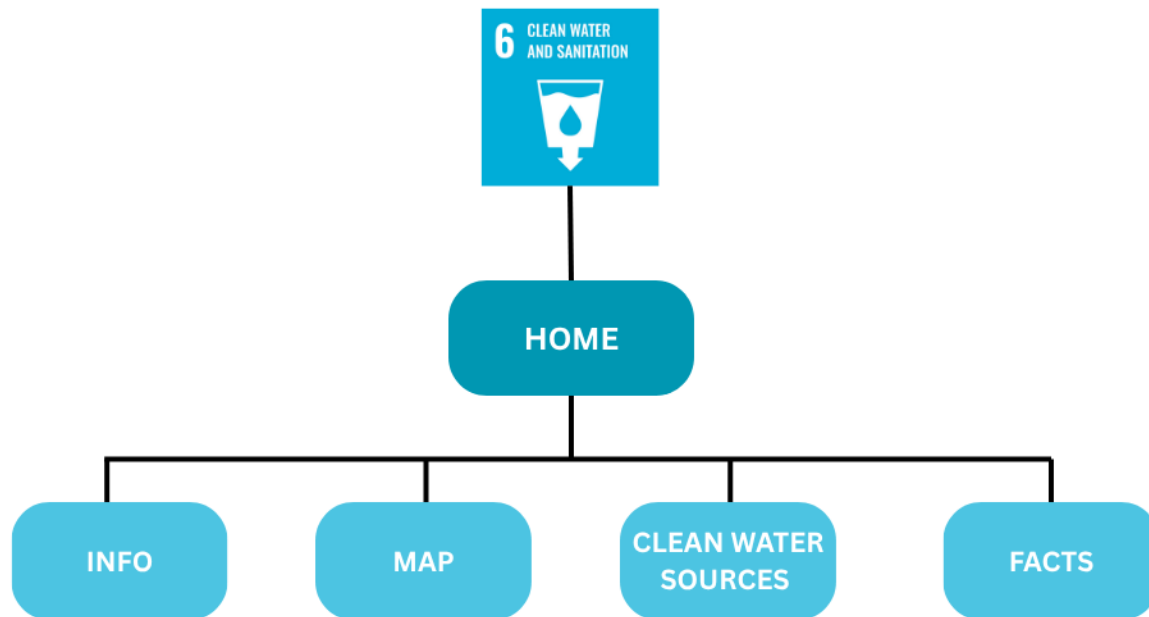 6 CLEAN WATER
AND SANITATION
HOME
INFO
MAP
CLEAN WATER
SOURCES
FACTS